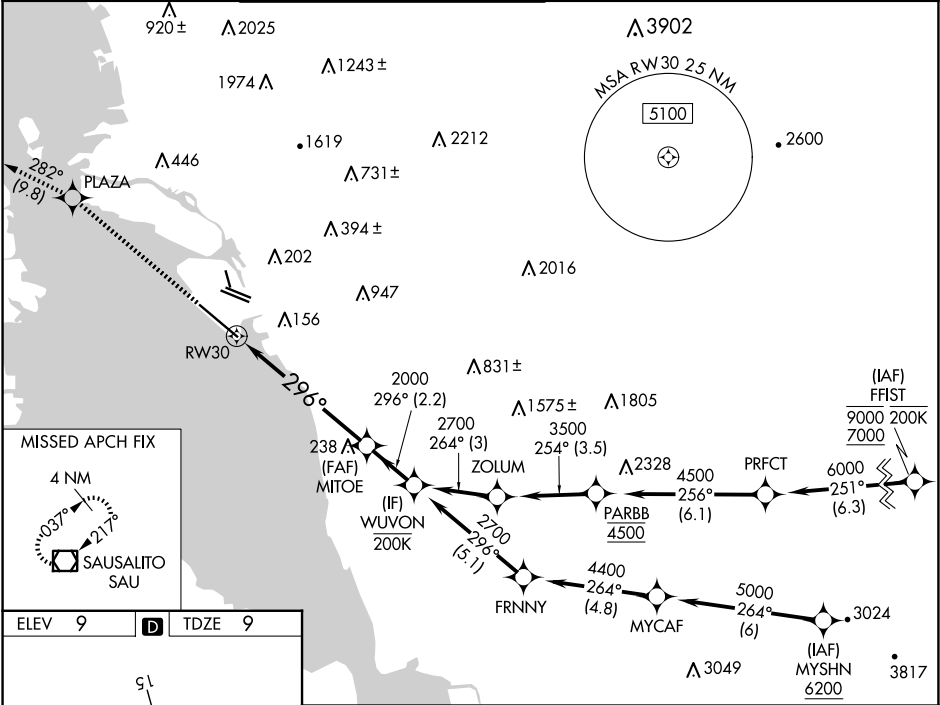 920 ±
2025
3902
1974
1243 ±
MSA RW30 25 NM
5100
2600
1619
2212
446
731±
282°
(9.8)
PLAZA
394 ±
202
2016
947
156
RW30
296°
2000
296° (2.2)
831±
2700
264° (3)
1575±
1805
3500
254° (3.5)
(IAF)
FFIST
9000 200K
7000
238
(FAF)
MITOE
ZOLUM
2328
4500
256°
(6.1)
PRFCT
6000
251°
(6.3)
(IF)
WUVON
200K
PARBB
4500
2700
296°
(5.1)
FRNNY
4400
264°
(4.8)
MYCAF
5000
264°
(6)
3024
(IAF)
MYSHN
6200
3049
3817
MISSED APCH FIX
4 NM
037°
217°
SAUSALITO
SAU
ELEV 9
D
TDZE 9
15